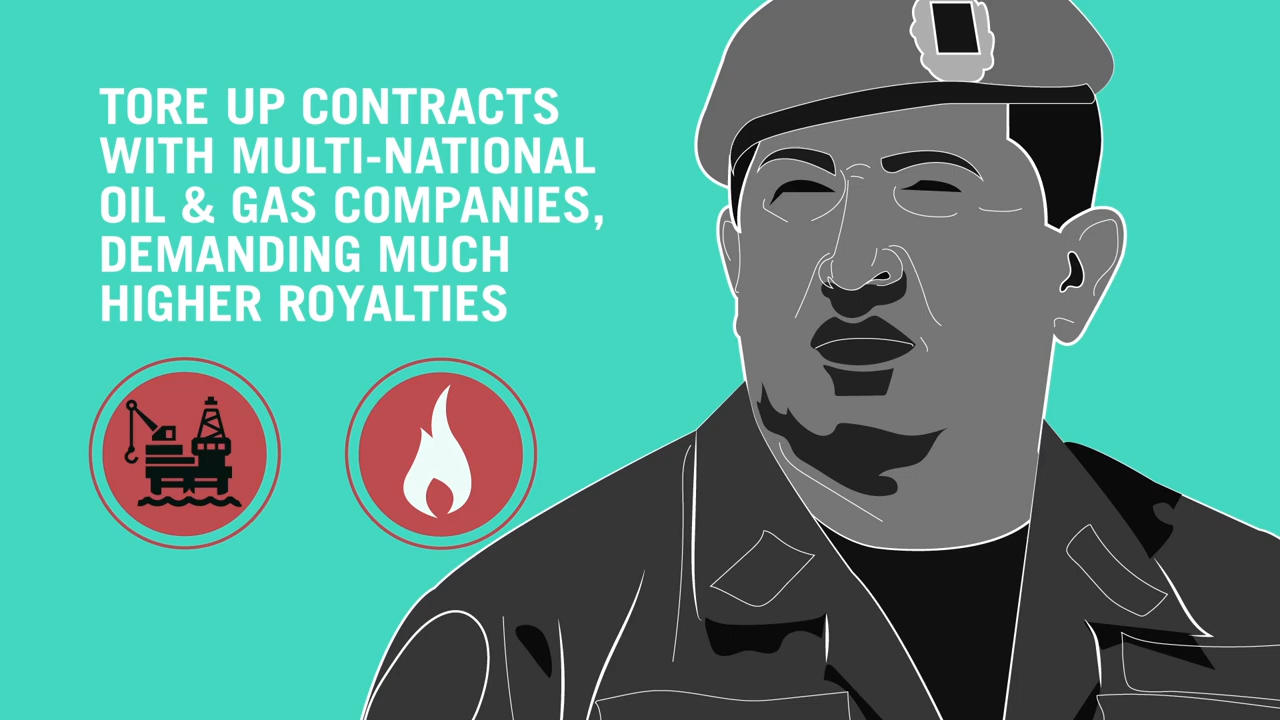 TORE UP CONTRACTS
WITH MULTI-NATIONAL
OIL & GAS COMPANIES,
DEMANDING MUCH
HIGHER ROYALTIES